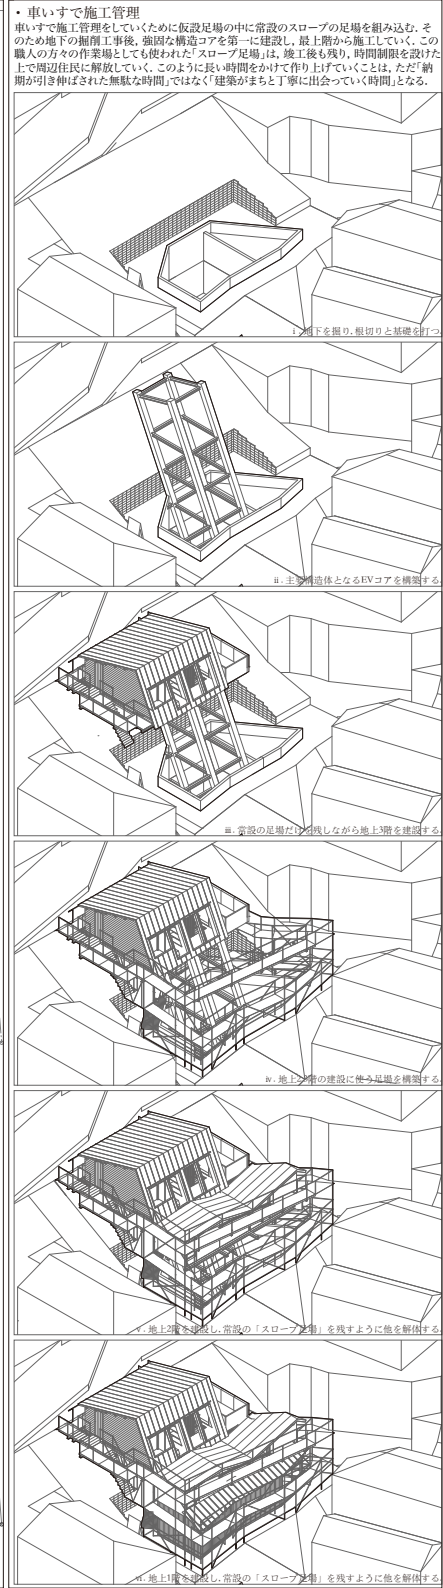 ・車いすで施工管理
車いすで施工管理をしていくために仮設足場の中に常設のスロープの足場を組み込む. そ
のため地下の掘削工事後, 強固な構造コアを第一に建設し, 最上階から施工していく. この
職人の方々の作業場としても使われた「スロープ足場」は, 竣工後も残り, 時間制限を設けた
上で周辺住民に解放していく. このように長い時間をかけて作り上げていくことは, ただ「納
期が引き伸ばされた無駄な時間」ではなく「建築がまちと丁寧に出会っていく時間」となる.
ⅰ. 地下を掘り, 根切りと基礎を打つ.
ⅱ. 主要構造体となるEVコアを構築する.
ⅲ. 常設の足場だけを残しながら地上3階を建設する.
ⅳ. 地上2階の建設に使う足場を構築する.
ⅴ. 地上2階を建設し, 常設の「スロープ足場」を残すように他を解体する.
ⅵ. 地上1階を建設し, 常設の「スロープ足場」を残すように他を解体する.